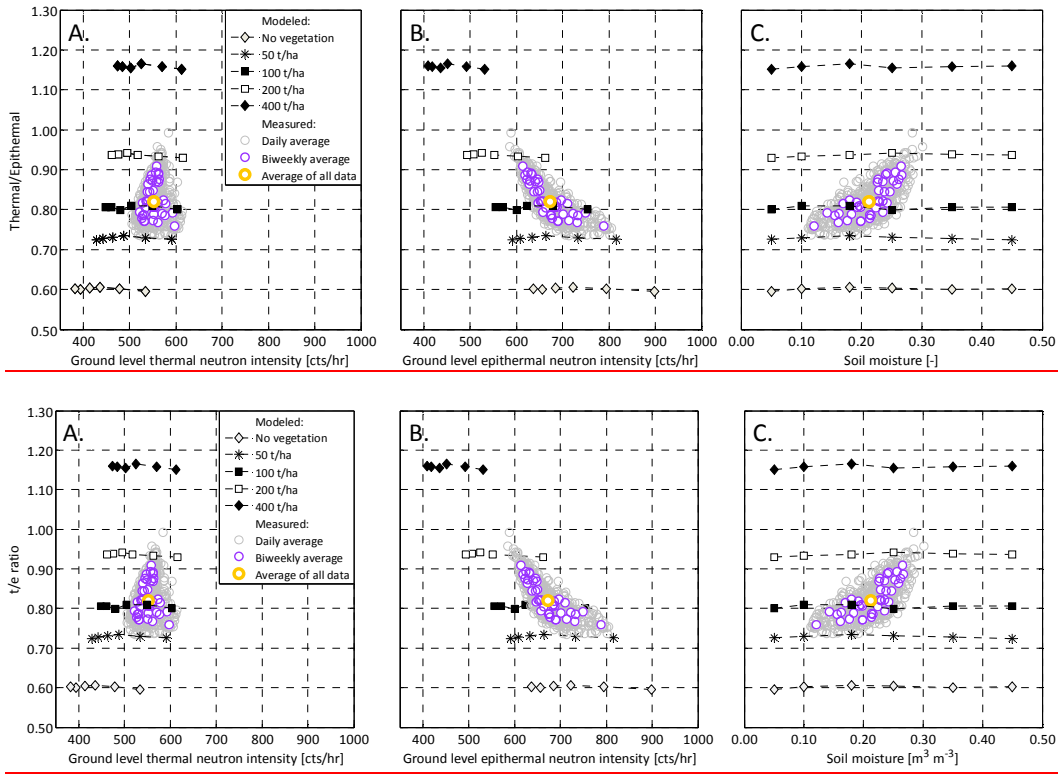 1.30
1.20
1.10
1.00
0.90
0.80
0.70
0.60
0.50
Thermal/Epithermal
A.
Modeled:
No vegetation
50 t/ha
100 t/ha
200 t/ha
400 t/ha
Measured:
Daily average
Biweekly average
Average of all data
400 500 600 700 800 900 1000
Ground level thermal neutron intensity [cts/hr]
B.
400 500 600 700 800 900 1000
Ground level epithermal neutron intensity [cts/hr]
C.
0.00 0.10 0.20 0.30 0.40 0.50
Soil moisture [-]
1.30
1.20
1.10
1.00
0.90
0.80
0.70
0.60
0.50
t/e ratio
A.
Modeled:
No vegetation
50 t/ha
100 t/ha
200 t/ha
400 t/ha
Measured:
Daily average
Biweekly average
Average of all data
400 500 600 700 800 900 1000
Ground level thermal neutron intensity [cts/hr]
B.
400 500 600 700 800 900 1000
Ground level epithermal neutron intensity [cts/hr]
C.
0.00 0.10 0.20 0.30 0.40 0.50
Soil moisture [m³ m⁻³]